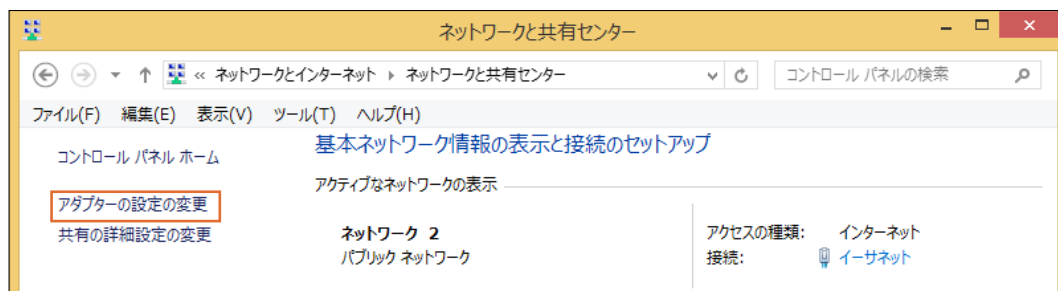 ネットワークと共有センター
« ネットワークとインターネット ▸ ネットワークと共有センター コントロール パネルの検索
ファイル(F) 編集(E) 表示(V) ツール(T) ヘルプ(H)
コントロール パネル ホーム
アダプターの設定の変更
共有の詳細設定の変更
基本ネットワーク情報の表示と接続のセットアップ
アクティブなネットワークの表示
ネットワーク 2
パブリック ネットワーク
アクセスの種類: インターネット
接続: イーサネット